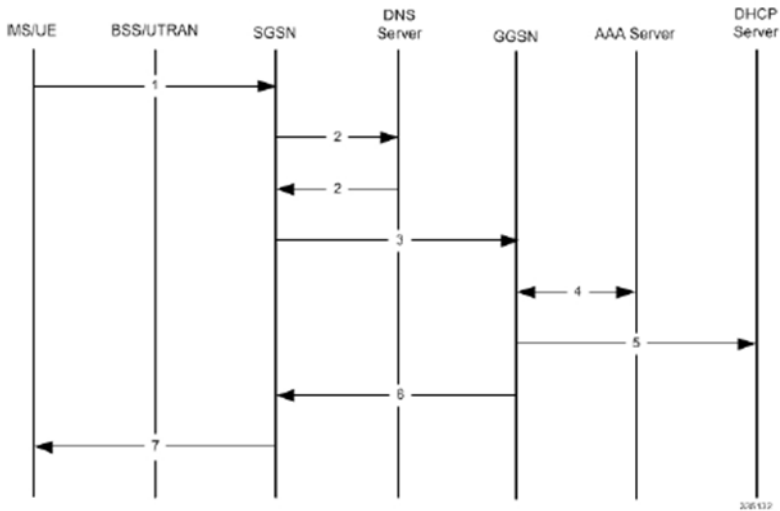 IMS/UE
BSS/UTRAN
SGSN
DNS
Server
GGSN
AAA Server
DHCP
Server
1
2
2
3
4
5
6
7